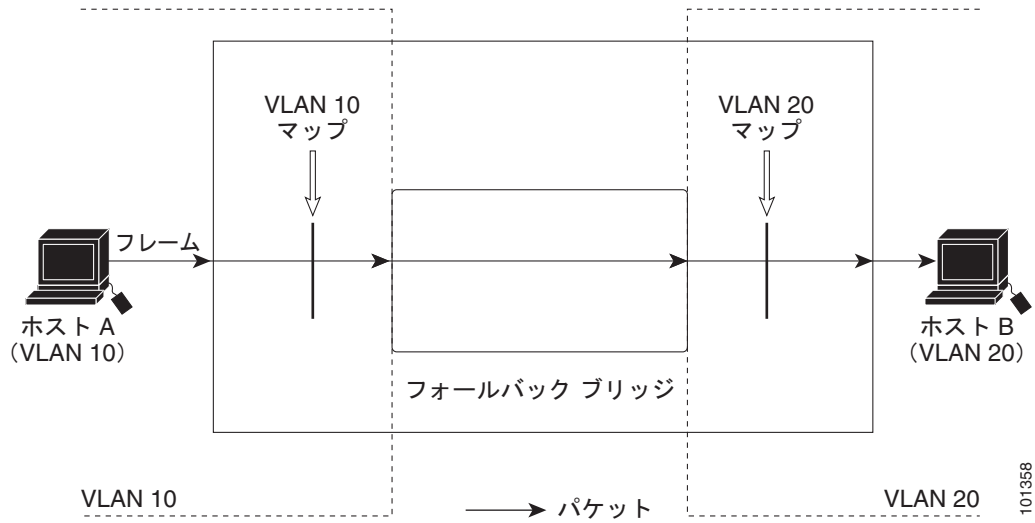 VLAN 10
マップ
VLAN 20
マップ
フレーム
ホスト A
（VLAN 10）
ホスト B
（VLAN 20）
フォールバック ブリッジ
VLAN 10
パケット
VLAN 20
101358